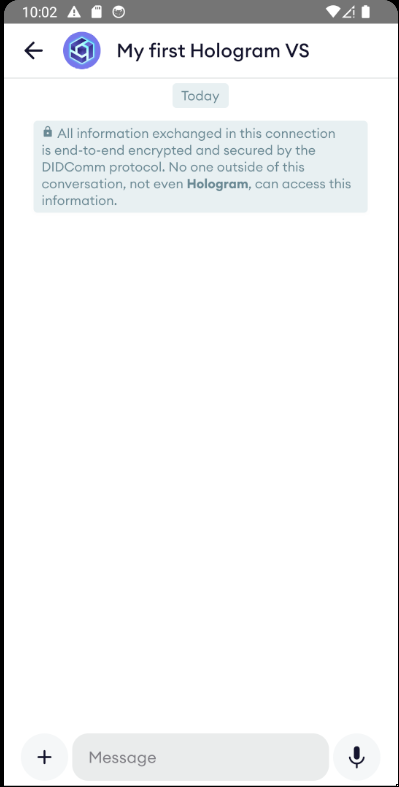 10:02
My first Hologram VS
Today
All information exchanged in this connection
is end-to-end encrypted and secured by the
DIDComm protocol. No one outside of this
conversation, not even Hologram, can access this
information.
Message